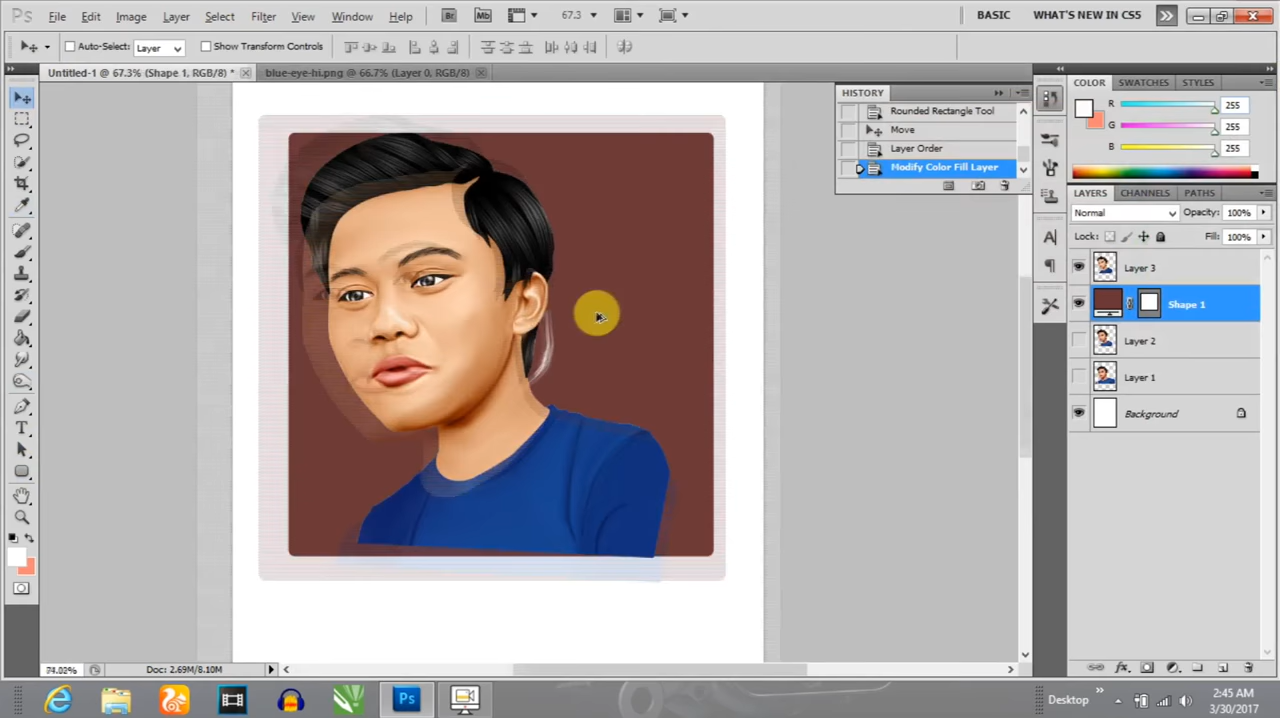 Ps File Edit Image Layer Select Filter View Window Help Br Mb 67.3 BASIC WHAT'S NEW IN CS5
Auto-Select: Layer Show Transform Controls
Untitled-1 @ 67.3% (Shape 1, RGB/8) * blue-eye-hi.png @ 66.7% (Layer 0, RGB/8)
HISTORY
Rounded Rectangle Tool
Move
Layer Order
Modify Color Fill Layer
COLOR SWATCHES STYLES
R 255
G 255
B 255
LAYERS CHANNELS PATHS
Normal Opacity: 100%
Lock: Fill: 100%
Layer 3
Shape 1
Layer 2
Layer 1
Background
74.02% Doc: 2.69M/8.10M
Ps Desktop 2:45 AM
3/30/2017